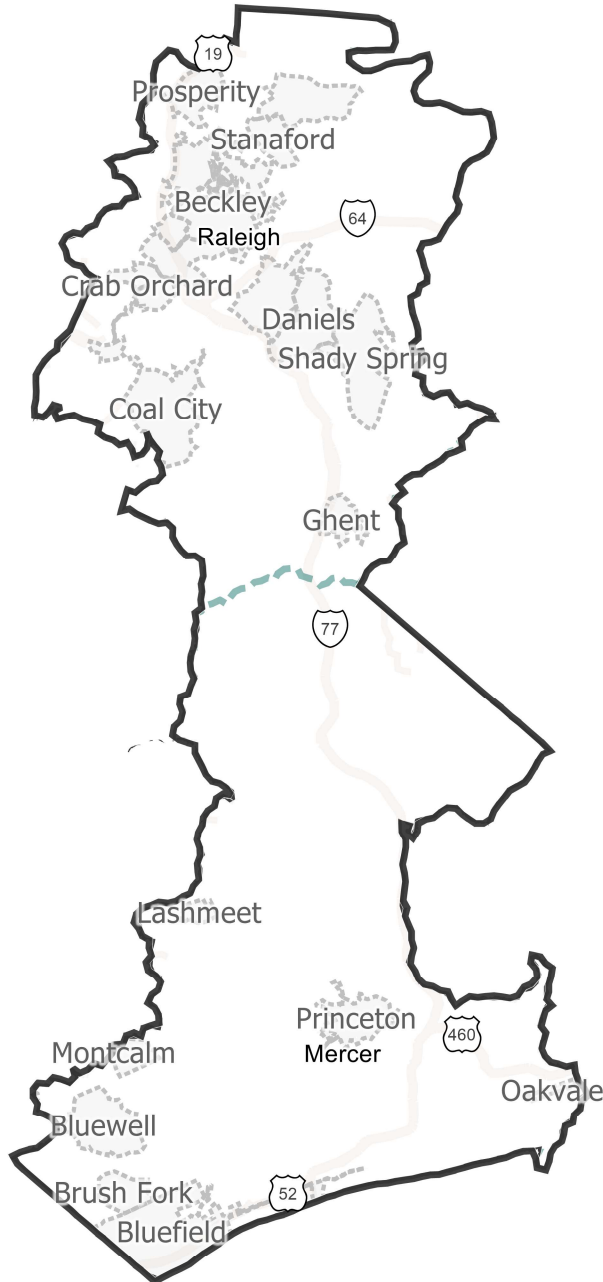 19
Prosperity
Stanaford
Beckley
64
Raleigh
Crab Orchard
Daniels
Shady Spring
Coal City
Ghent
77
Lashmeet
Princeton
460
Mercer
Montcalm
Oakvale
Bluewell
Brush Fork
52
Bluefield